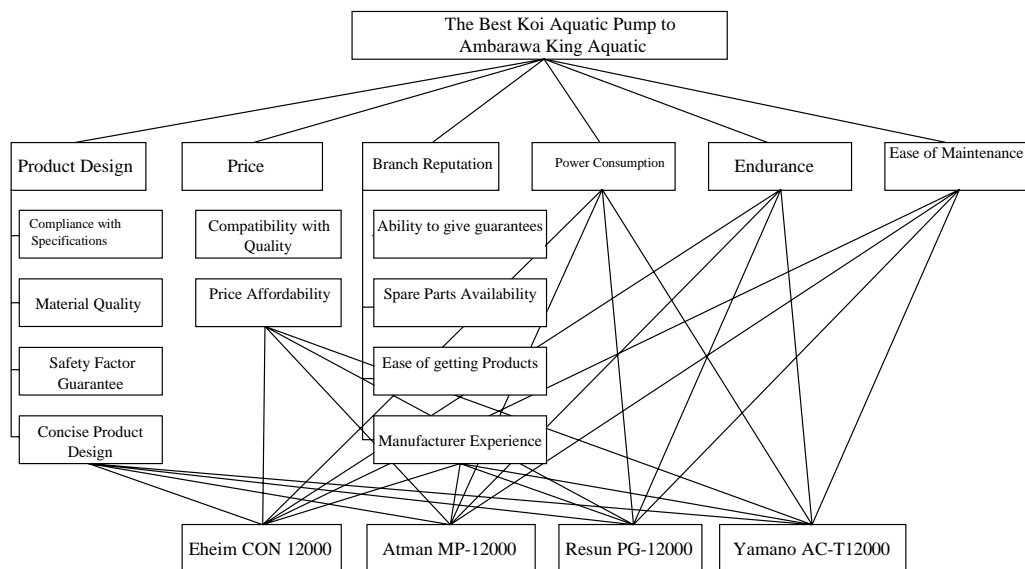 The Best Koi Aquatic Pump to
Ambarawa King Aquatic
Product Design
Price
Branch Reputation
Power Consumption
Endurance
Ease of Maintenance
Compliance with
Specifications
Compatibility with
Quality
Ability to give guarantees
Material Quality
Price Affordability
Spare Parts Availability
Safety Factor
Guarantee
Ease of getting Products
Concise Product
Design
Manufacturer Experience
Eheim CON 12000
Atman MP-12000
Resun PG-12000
Yamano AC-T12000